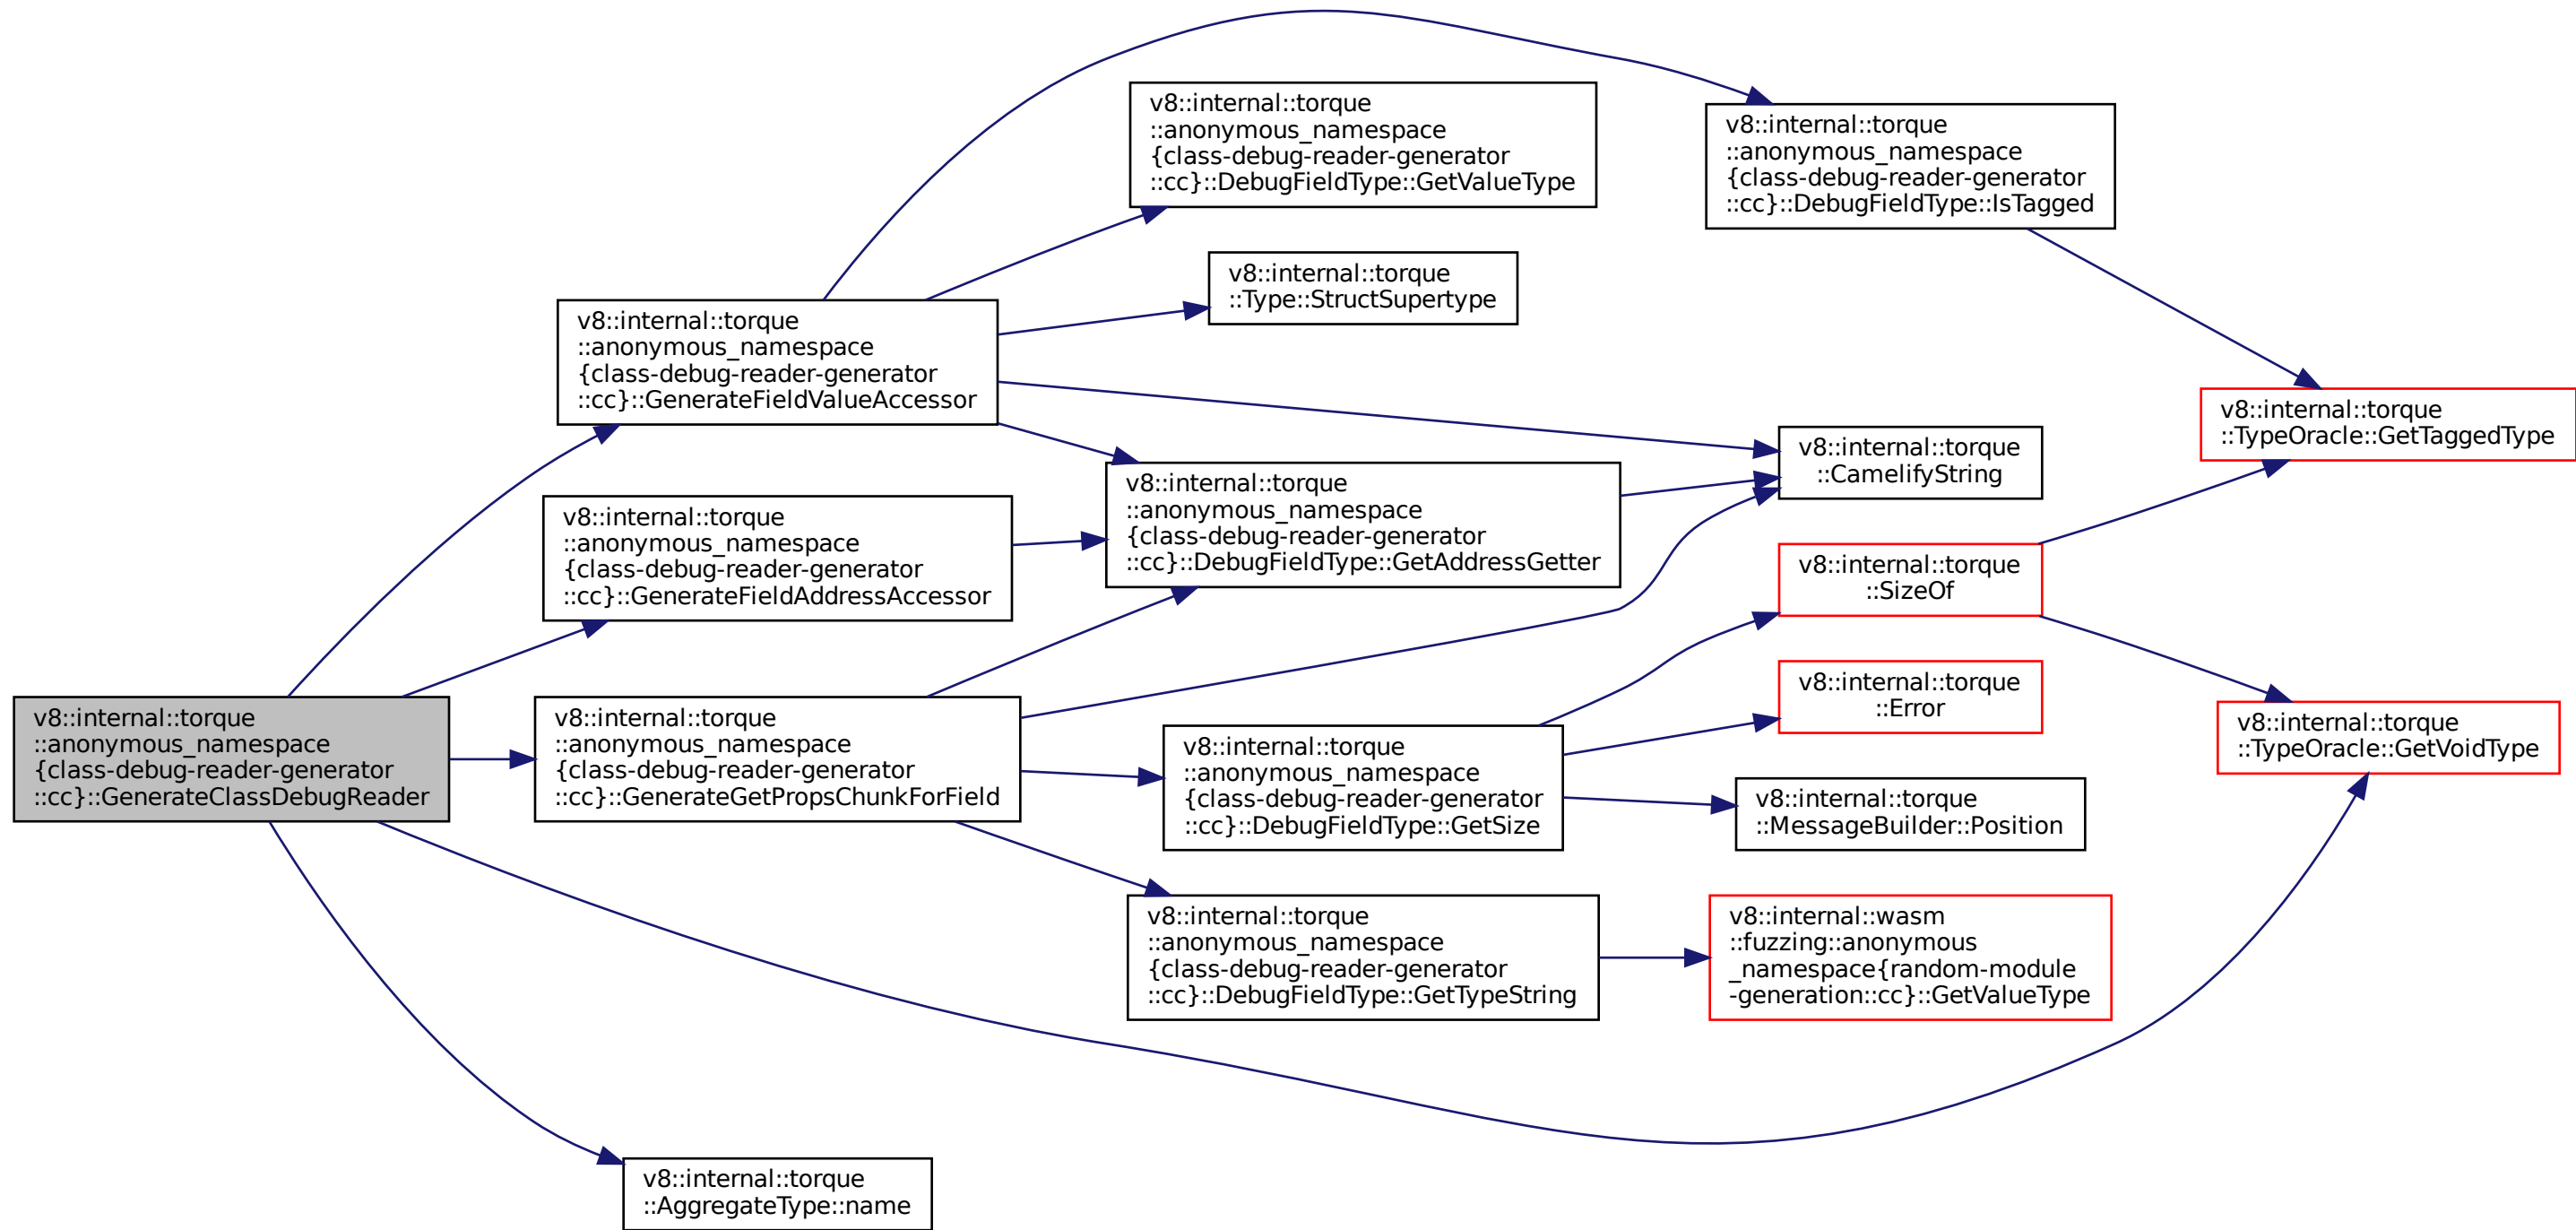 v8::internal::torque
::anonymous_namespace
{class-debug-reader-generator
::cc}::GenerateClassDebugReader
v8::internal::torque
::anonymous_namespace
{class-debug-reader-generator
::cc}::GenerateFieldValueAccessor
v8::internal::torque
::anonymous_namespace
{class-debug-reader-generator
::cc}::GenerateFieldAddressAccessor
v8::internal::torque
::anonymous_namespace
{class-debug-reader-generator
::cc}::GenerateGetPropsChunkForField
v8::internal::torque
::AggregateType::name
v8::internal::torque
::anonymous_namespace
{class-debug-reader-generator
::cc}::DebugFieldType::GetValueType
v8::internal::torque
::Type::StructSupertype
v8::internal::torque
::anonymous_namespace
{class-debug-reader-generator
::cc}::DebugFieldType::GetAddressGetter
v8::internal::torque
::anonymous_namespace
{class-debug-reader-generator
::cc}::DebugFieldType::GetSize
v8::internal::torque
::anonymous_namespace
{class-debug-reader-generator
::cc}::DebugFieldType::GetTypeString
v8::internal::torque
::anonymous_namespace
{class-debug-reader-generator
::cc}::DebugFieldType::IsTagged
v8::internal::torque
::CamelifyString
v8::internal::torque
::SizeOf
v8::internal::torque
::Error
v8::internal::torque
::MessageBuilder::Position
v8::internal::wasm
::fuzzing::anonymous
_namespace{random-module
-generation::cc}::GetValueType
v8::internal::torque
::TypeOracle::GetTaggedType
v8::internal::torque
::TypeOracle::GetVoidType